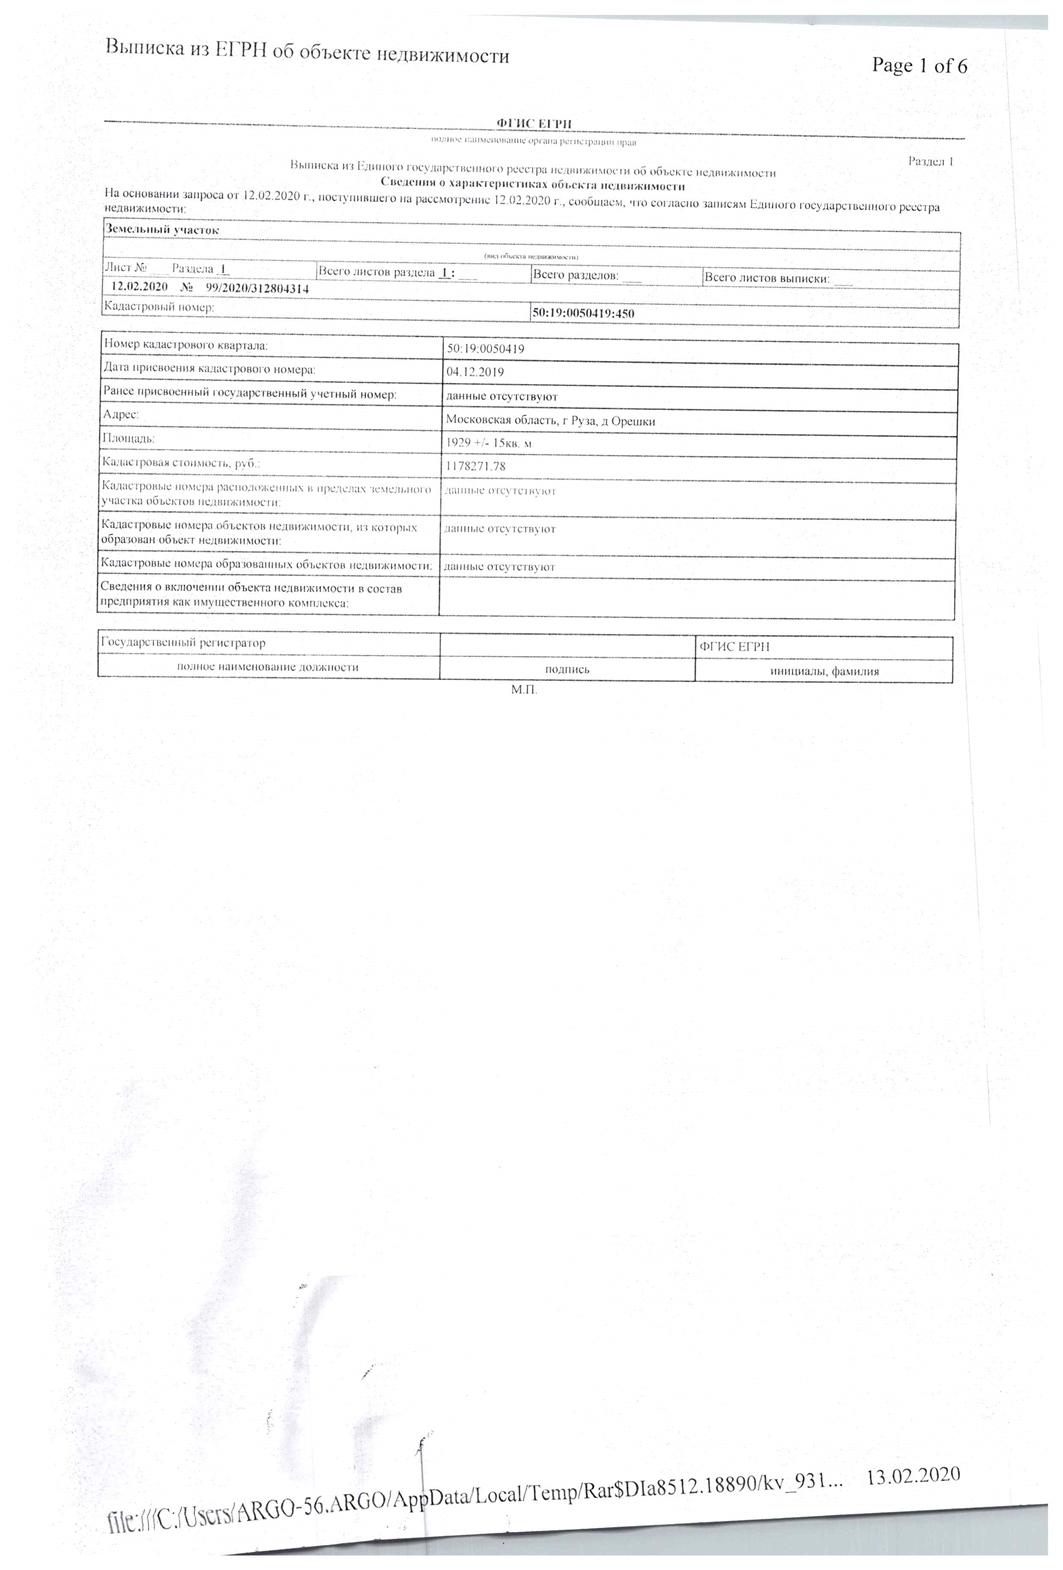 Выписка из ЕГРН об объекте недвижимости
Page 1 of 6
ФГИС ЕГРН
полное наименование органа регистрации прав
Раздел 1
Выписка из Единого государственного реестра недвижимости об объекте недвижимости
Сведения о характеристиках объекта недвижимости
На основании запроса от 12.02.2020 г., поступившего на рассмотрение 12.02.2020 г., сообщаем, что согласно записям Единого государственного реестра
недвижимости:
Земельный участок
(вид объекта недвижимости)
Лист № ___ Раздела 1 Всего листов раздела 1 : ___ Всего разделов: ___ Всего листов выписки: ___
12.02.2020 № 99/2020/312804314
Кадастровый номер: 50:19:0050419:450
Номер кадастрового квартала: 50:19:0050419
Дата присвоения кадастрового номера: 04.12.2019
Ранее присвоенный государственный учетный номер: данные отсутствуют
Адрес: Московская область, г Руза, д Орешки
Площадь: 1929 +/- 15кв. м
Кадастровая стоимость, руб.: 1178271.78
Кадастровые номера расположенных в пределах земельного данные отсутствуют
участка объектов недвижимости:
Кадастровые номера объектов недвижимости, из которых данные отсутствуют
образован объект недвижимости:
Кадастровые номера образованных объектов недвижимости: данные отсутствуют
Сведения о включении объекта недвижимости в состав
предприятия как имущественного комплекса:
Государственный регистратор ФГИС ЕГРН
полное наименование должности подпись инициалы, фамилия
М.П.
file:///C:/Users/ARGO-56.ARGO/AppData/Local/Temp/Rar$DIa8512.18890/kv_931... 13.02.2020